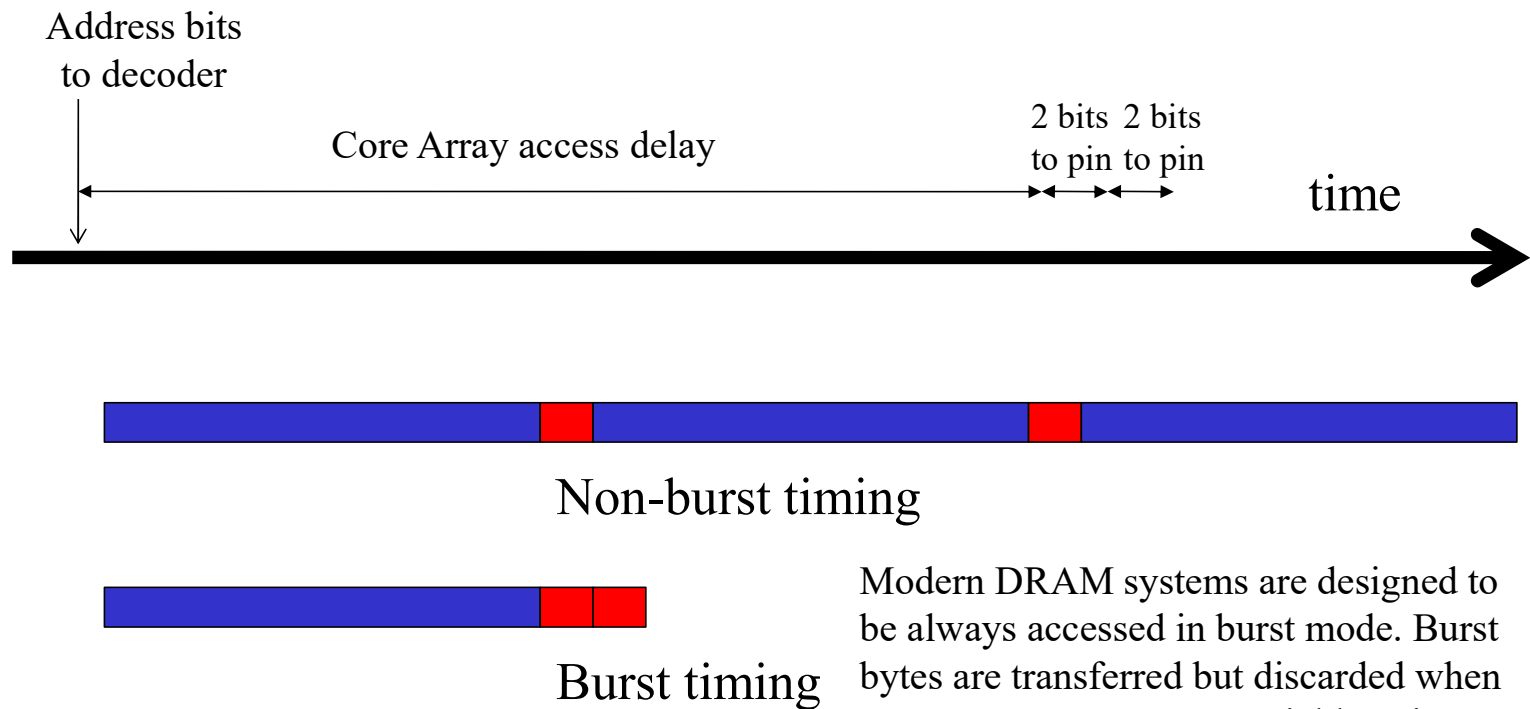 Address bits
to decoder
Core Array access delay
2 bits 2 bits
to pin to pin
time
Non-burst timing
Modern DRAM systems are designed to
be always accessed in burst mode. Burst
bytes are transferred but discarded when
Burst timing